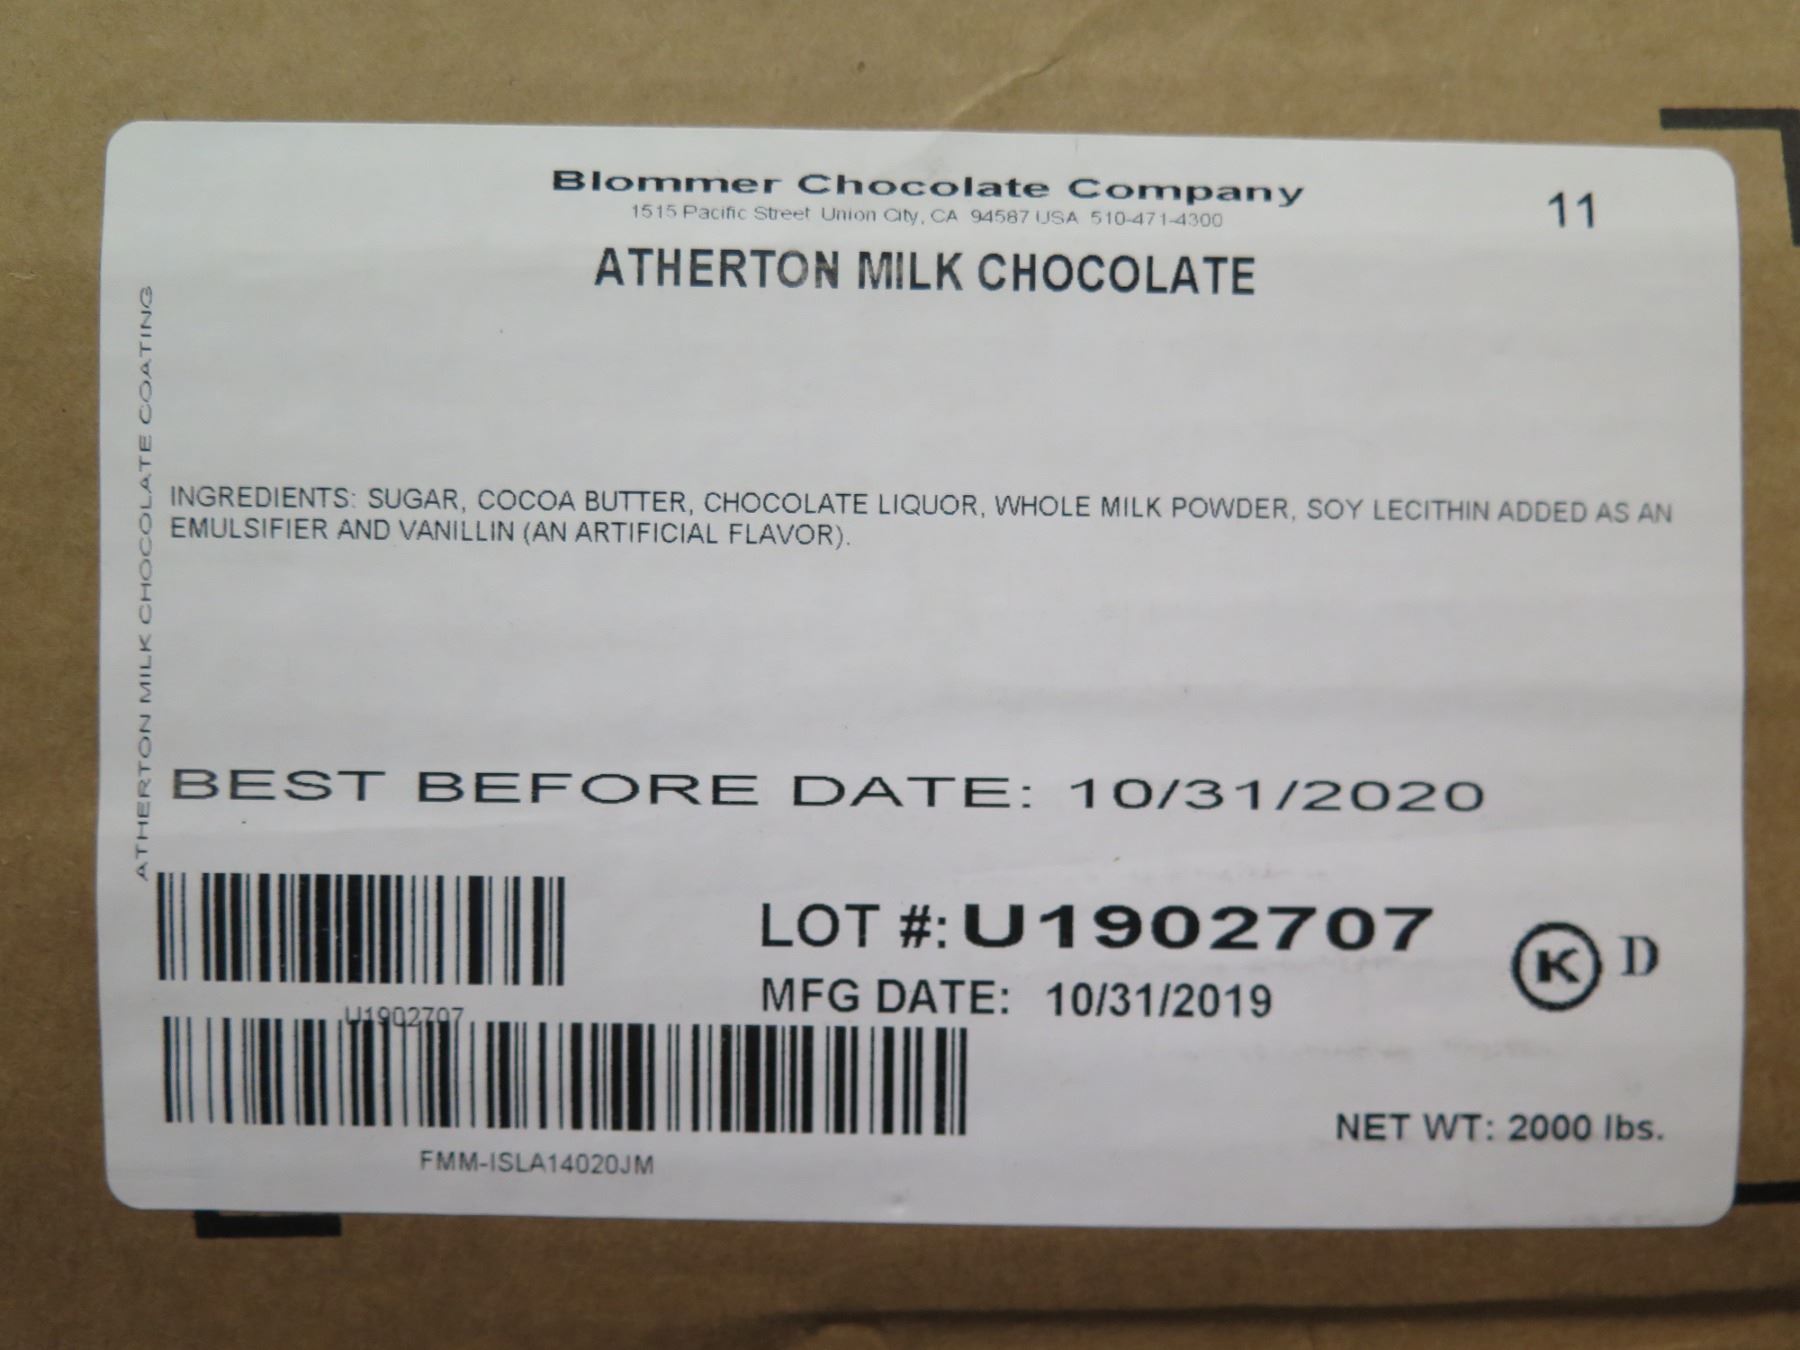 Blommer Chocolate Company
1515 Pacific Street Union City, CA 94587 USA 510-471-4300
11
ATHERTON MILK CHOCOLATE
ATHERTON MILK CHOCOLATE COATING
INGREDIENTS: SUGAR, COCOA BUTTER, CHOCOLATE LIQUOR, WHOLE MILK POWDER, SOY LECITHIN ADDED AS AN
EMULSIFIER AND VANILLIN (AN ARTIFICIAL FLAVOR).
BEST BEFORE DATE: 10/31/2020
LOT #: U1902707
K D
MFG DATE: 10/31/2019
U1902707
NET WT: 2000 lbs.
FMM-ISLA14020JM